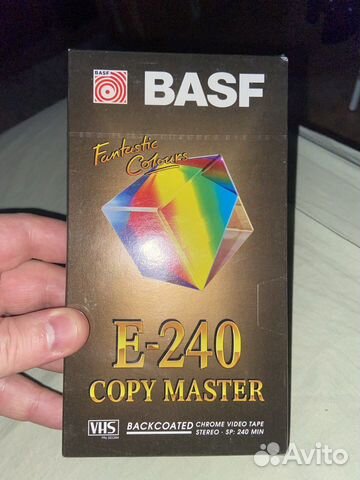 BASF
BASF
Fantastic
Colours
E-240
COPY MASTER
VHS
BACKCOATED CHROME VIDEO TAPE
STEREO · SP: 240 MIN
Avito